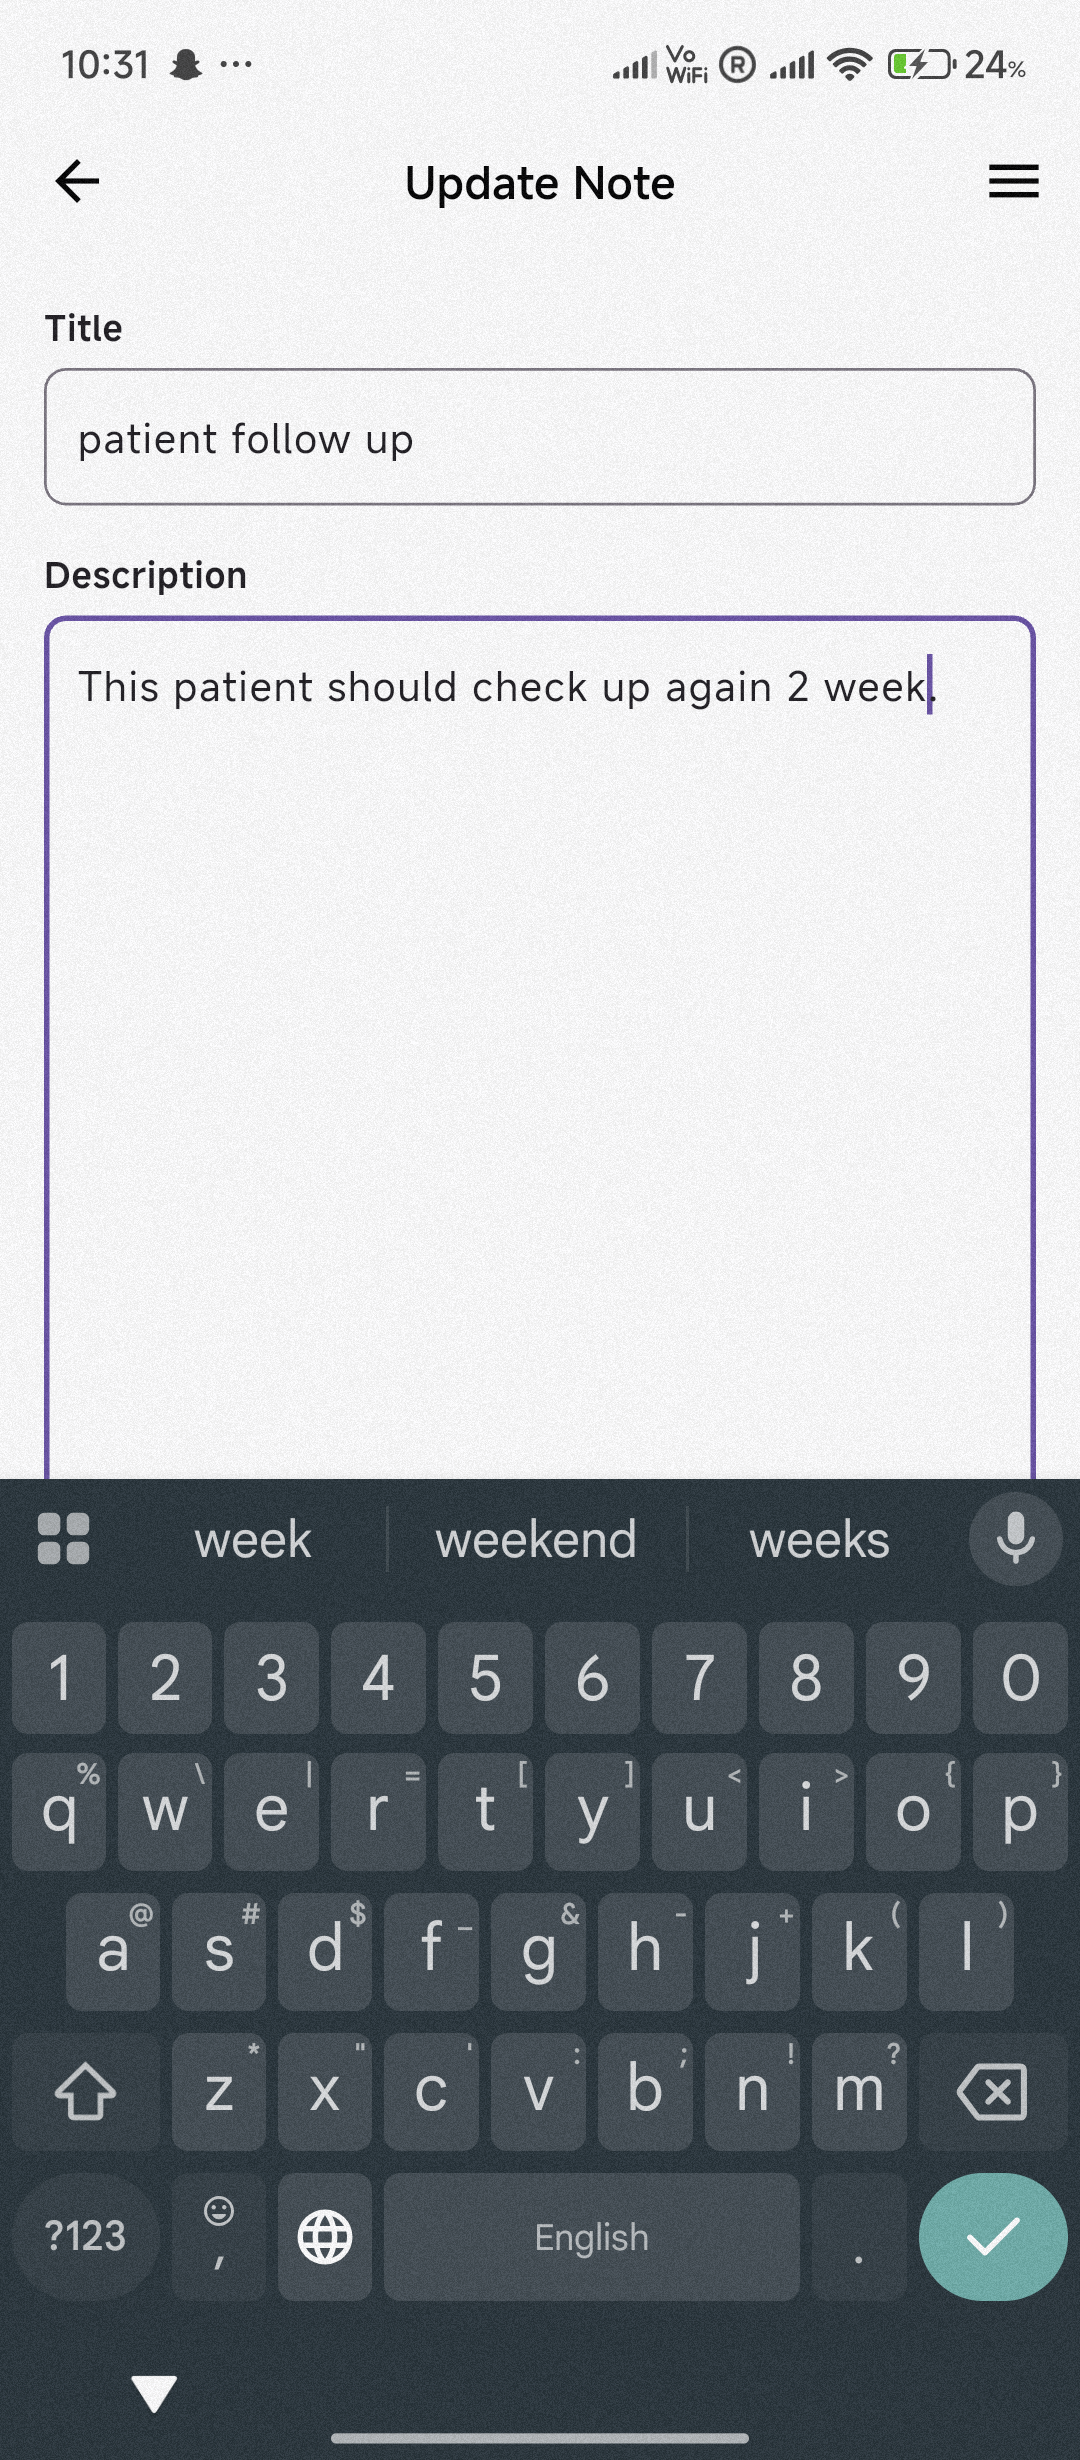 10:31 ... Vo WiFi R 24%
Update Note
Title
patient follow up
Description
This patient should check up again 2 week.
week weekend weeks
1 2 3 4 5 6 7 8 9 0
% \ | = [ ] < > { }
q w e r t y u i o p
@ # $ _ & - + ( )
a s d f g h j k l
* " ' : ; ! ?
z x c v b n m
?123 , English .